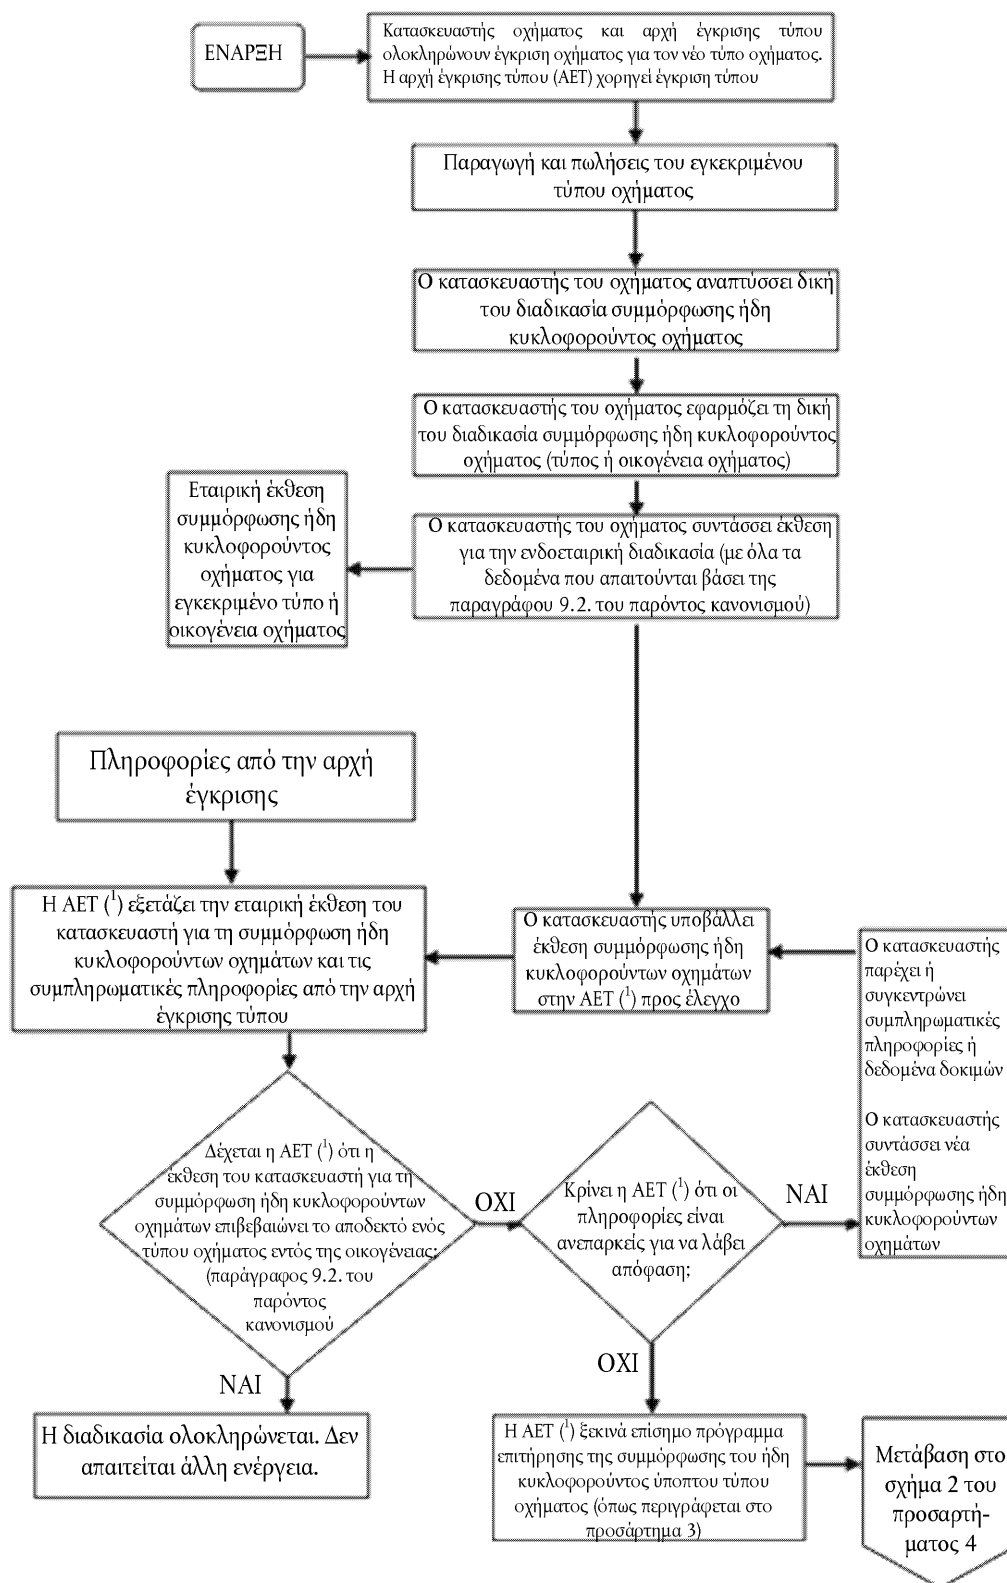 ΕΝΑΡΞΗ
Κατασκευαστής οχήματος και αρχή έγκρισης τύπου
ολοκληρώνουν έγκριση οχήματος για τον νέο τύπο οχήματος.
Η αρχή έγκρισης τύπου (ΑΕΤ) χορηγεί έγκριση τύπου
Παραγωγή και πωλήσεις του εγκεκριμένου
τύπου οχήματος
Ο κατασκευαστής του οχήματος αναπτύσσει δική
του διαδικασία συμμόρφωσης ήδη
κυκλοφορούντος οχήματος
Ο κατασκευαστής του οχήματος εφαρμόζει τη δική
του διαδικασία συμμόρφωσης ήδη κυκλοφορούντος
οχήματος (τύπος ή οικογένεια οχήματος)
Ο κατασκευαστής του οχήματος συντάσσει έκθεση
για την ενδοεταιρική διαδικασία (με όλα τα
δεδομένα που απαιτούνται βάσει της
παραγράφου 9.2. του παρόντος κανονισμού)
Εταιρική έκθεση
συμμόρφωσης ήδη
κυκλοφορούντος
οχήματος για
εγκεκριμένο τύπο ή
οικογένεια οχήματος
Πληροφορίες από την αρχή
έγκρισης
Η ΑΕΤ (¹) εξετάζει την εταιρική έκθεση του
κατασκευαστή για τη συμμόρφωση ήδη
κυκλοφορούντων οχημάτων και τις
συμπληρωματικές πληροφορίες από την αρχή
έγκρισης τύπου
Ο κατασκευαστής υποβάλλει
έκθεση συμμόρφωσης ήδη
κυκλοφορούντων οχημάτων
στην ΑΕΤ (¹) προς έλεγχο
Ο κατασκευαστής
παρέχει ή
συγκεντρώνει
συμπληρωματικές
πληροφορίες ή
δεδομένα δοκιμών
Ο κατασκευαστής
συντάσσει νέα
έκθεση
συμμόρφωσης ήδη
κυκλοφορούντων
οχημάτων
Δέχεται η ΑΕΤ (¹) ότι η
έκθεση του κατασκευαστή για τη
συμμόρφωση ήδη κυκλοφορούντων
οχημάτων επιβεβαιώνει το αποδεκτό ενός
τύπου οχήματος εντός της οικογένειας;
(παράγραφος 9.2. του
παρόντος
κανονισμού
ΟΧΙ
Κρίνει η ΑΕΤ (¹) ότι οι
πληροφορίες είναι
ανεπαρκείς για να λάβει
απόφαση;
ΝΑΙ
ΝΑΙ
ΟΧΙ
Η διαδικασία ολοκληρώνεται. Δεν
απαιτείται άλλη ενέργεια.
Η ΑΕΤ (¹) ξεκινά επίσημο πρόγραμμα
επιτήρησης της συμμόρφωσης του ήδη
κυκλοφορούντος ύποπτου τύπου
οχήματος (όπως περιγράφεται στο
προσάρτημα 3)
Μετάβαση στο
σχήμα 2 του
προσαρτή-
ματος 4